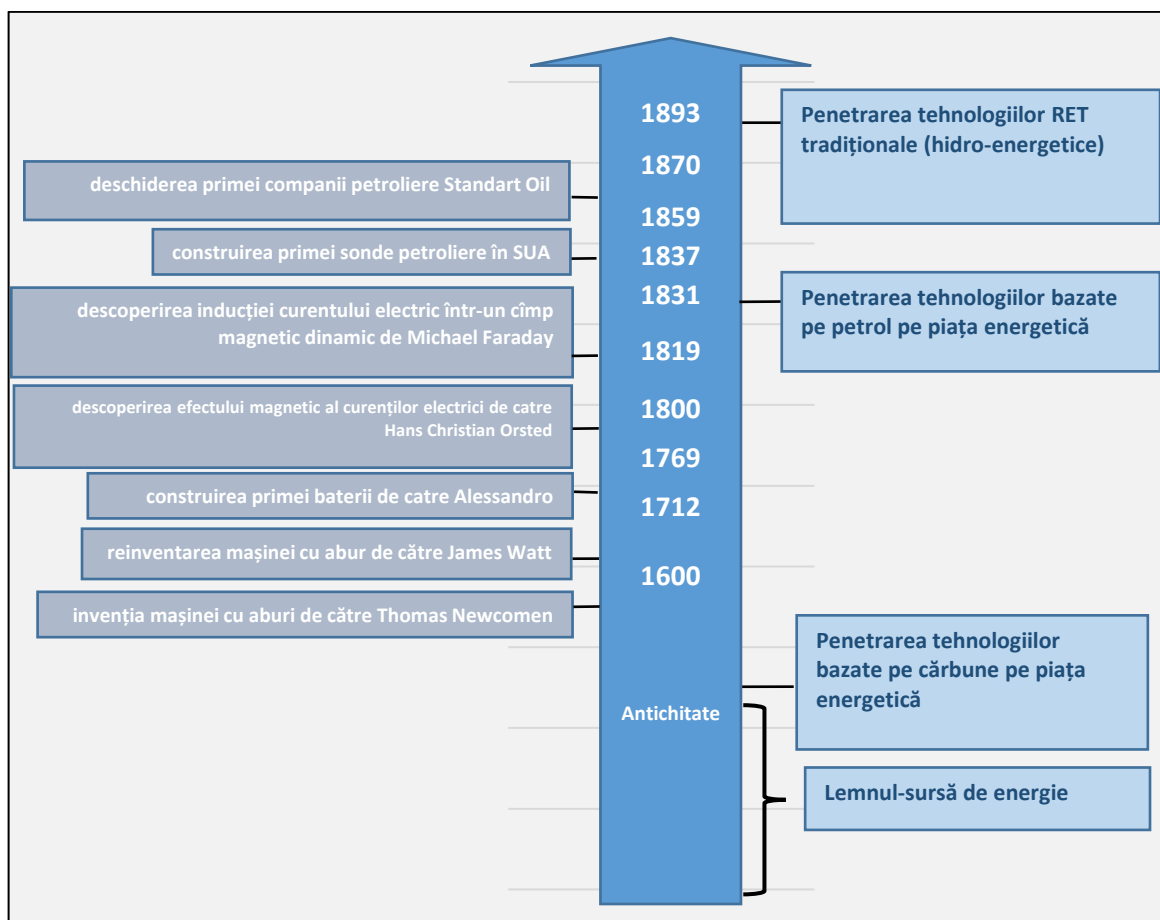 deschiderea primei companii petroliere Standart Oil
construirea primei sonde petroliere în SUA
descoperirea inducției curentului electric într-un cîmp
magnetic dinamic de Michael Faraday
descoperirea efectului magnetic al curenților electrici de catre
Hans Christian Orsted
construirea primei baterii de catre Alessandro
reinventarea mașinei cu abur de către James Watt
invenția mașinei cu aburi de către Thomas Newcomen
1893
1870
1859
1837
1831
1819
1800
1769
1712
1600
Antichitate
Penetrarea tehnologiilor RET
tradiționale (hidro-energetice)
Penetrarea tehnologiilor bazate
pe petrol pe piața energetică
Penetrarea tehnologiilor
bazate pe cărbune pe piața
energetică
Lemnul-sursă de energie